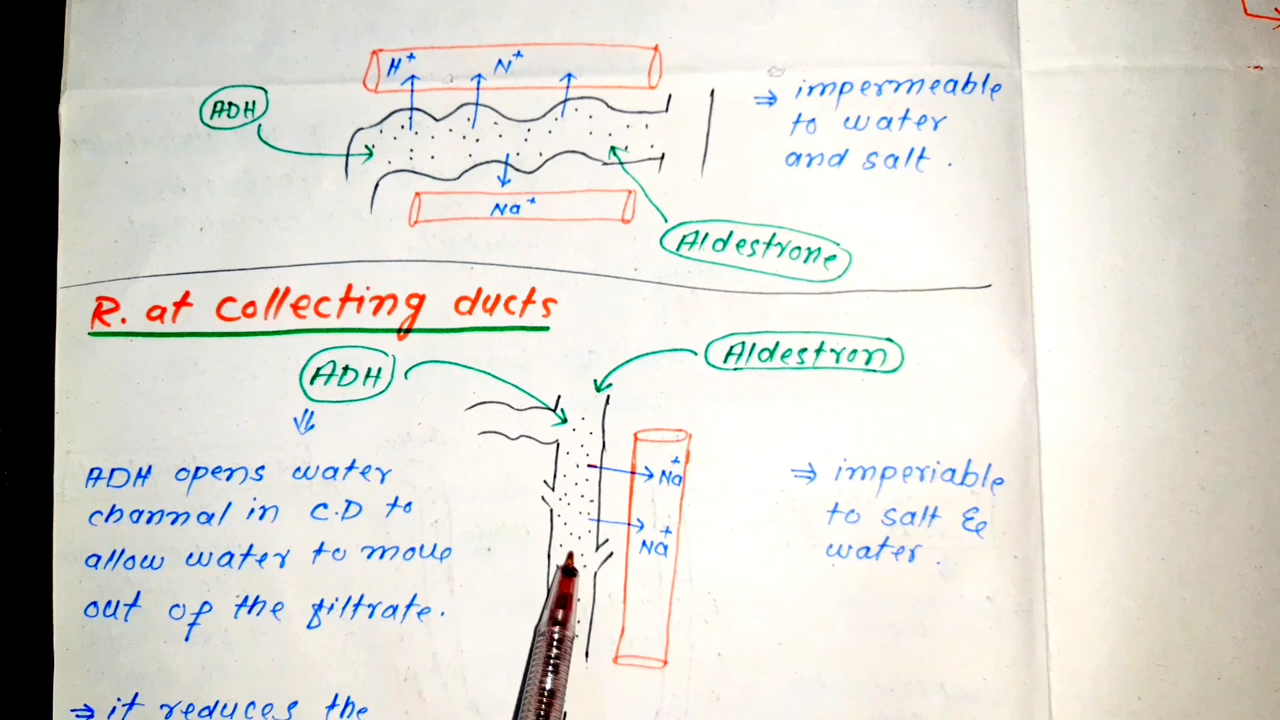 H+ N+
ADH
⇒ impermeable
to water
and salt.
Na+
Aldestrone
R. at collecting ducts
ADH
Aldestron
⇓
ADH opens water
channal in C.D to
allow water to move
out of the filtrate.
Na+
Na+
⇒ imperiable
to salt &
water.
⇒ it reduces the